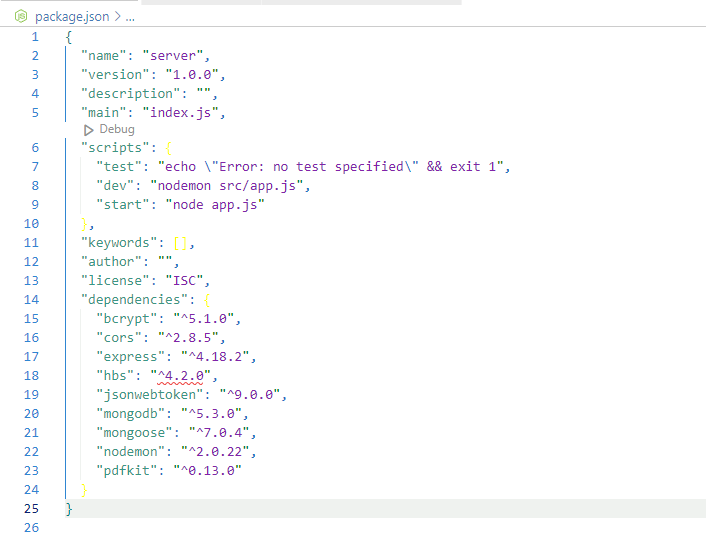 package.json > ...
1 {
2 "name": "server",
3 "version": "1.0.0",
4 "description": "",
5 "main": "index.js",
Debug
6 "scripts": {
7 "test": "echo \"Error: no test specified\" && exit 1",
8 "dev": "nodemon src/app.js",
9 "start": "node app.js"
10 },
11 "keywords": [],
12 "author": "",
13 "license": "ISC",
14 "dependencies": {
15 "bcrypt": "^5.1.0",
16 "cors": "^2.8.5",
17 "express": "^4.18.2",
18 "hbs": "^4.2.0",
19 "jsonwebtoken": "^9.0.0",
20 "mongodb": "^5.3.0",
21 "mongoose": "^7.0.4",
22 "nodemon": "^2.0.22",
23 "pdfkit": "^0.13.0"
24 }
25 }
26